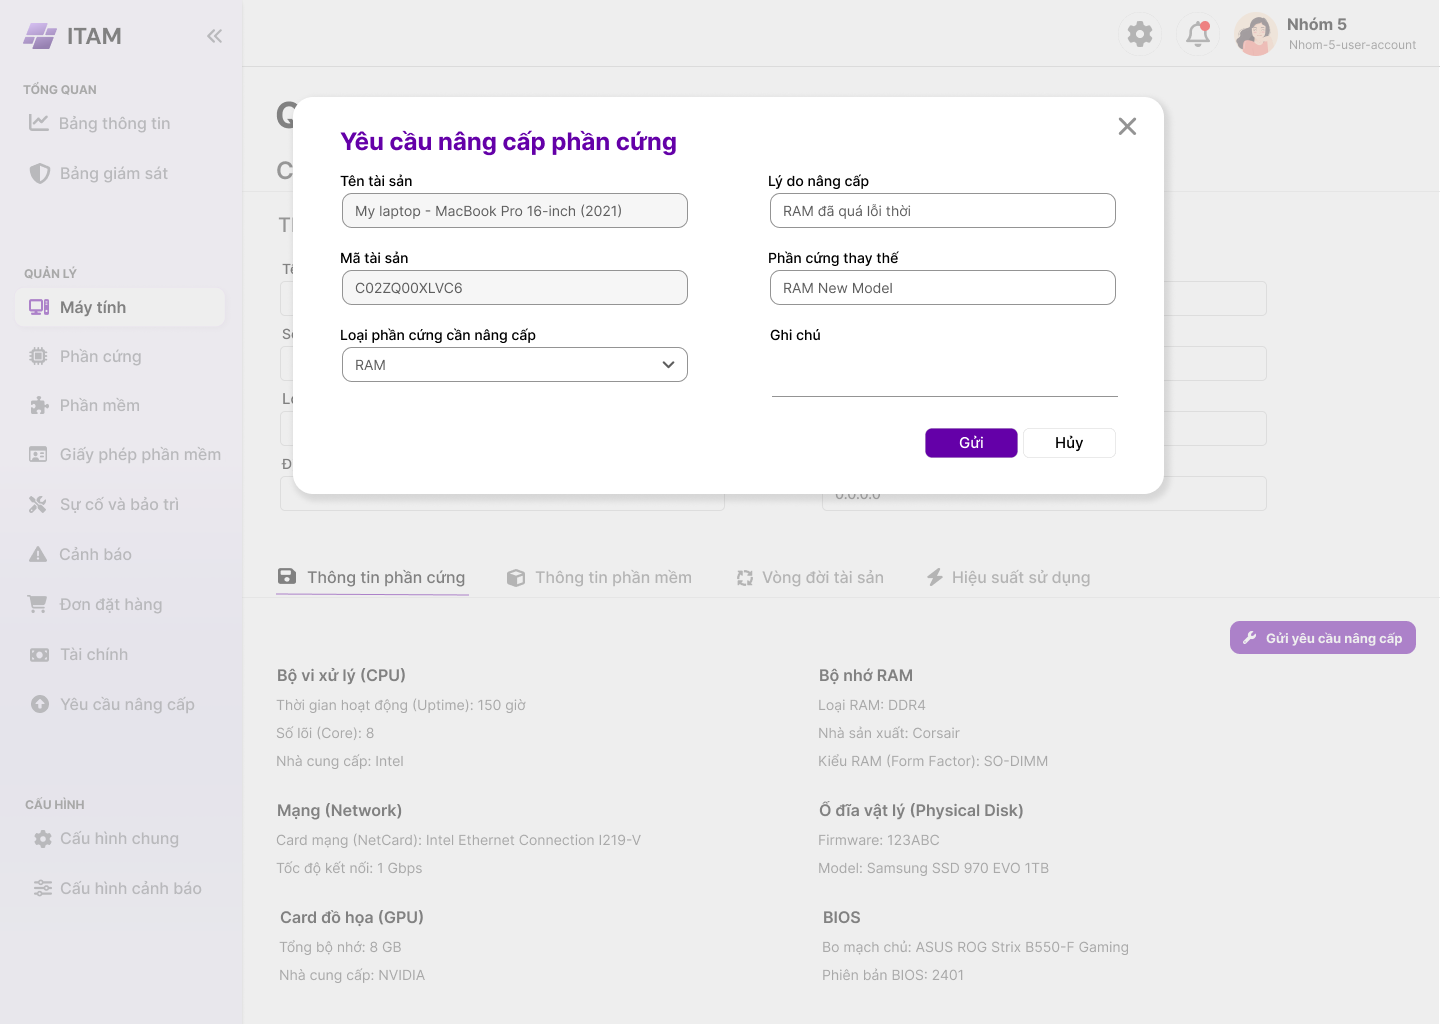 ITAM
TỔNG QUAN
Bảng thông tin
Bảng giám sát
QUẢN LÝ
Máy tính
Phần cứng
Phần mềm
Giấy phép phần mềm
Sự cố và bảo trì
Cảnh báo
Đơn đặt hàng
Tài chính
Yêu cầu nâng cấp
CẤU HÌNH
Cấu hình chung
Cấu hình cảnh báo
Nhóm 5
Nhom-5-user-account
Yêu cầu nâng cấp phần cứng
Tên tài sản
My laptop - MacBook Pro 16-inch (2021)
Mã tài sản
C02ZQ00XLVC6
Loại phần cứng cần nâng cấp
RAM
Lý do nâng cấp
RAM đã quá lỗi thời
Phần cứng thay thế
RAM New Model
Ghi chú
Gửi
Hủy
0.0.0.0
Thông tin phần cứng
Thông tin phần mềm
Vòng đời tài sản
Hiệu suất sử dụng
Gửi yêu cầu nâng cấp
Bộ vi xử lý (CPU)
Thời gian hoạt động (Uptime): 150 giờ
Số lõi (Core): 8
Nhà cung cấp: Intel
Bộ nhớ RAM
Loại RAM: DDR4
Nhà sản xuất: Corsair
Kiểu RAM (Form Factor): SO-DIMM
Mạng (Network)
Card mạng (NetCard): Intel Ethernet Connection I219-V
Tốc độ kết nối: 1 Gbps
Ổ đĩa vật lý (Physical Disk)
Firmware: 123ABC
Model: Samsung SSD 970 EVO 1TB
Card đồ họa (GPU)
Tổng bộ nhớ: 8 GB
Nhà cung cấp: NVIDIA
BIOS
Bo mạch chủ: ASUS ROG Strix B550-F Gaming
Phiên bản BIOS: 2401